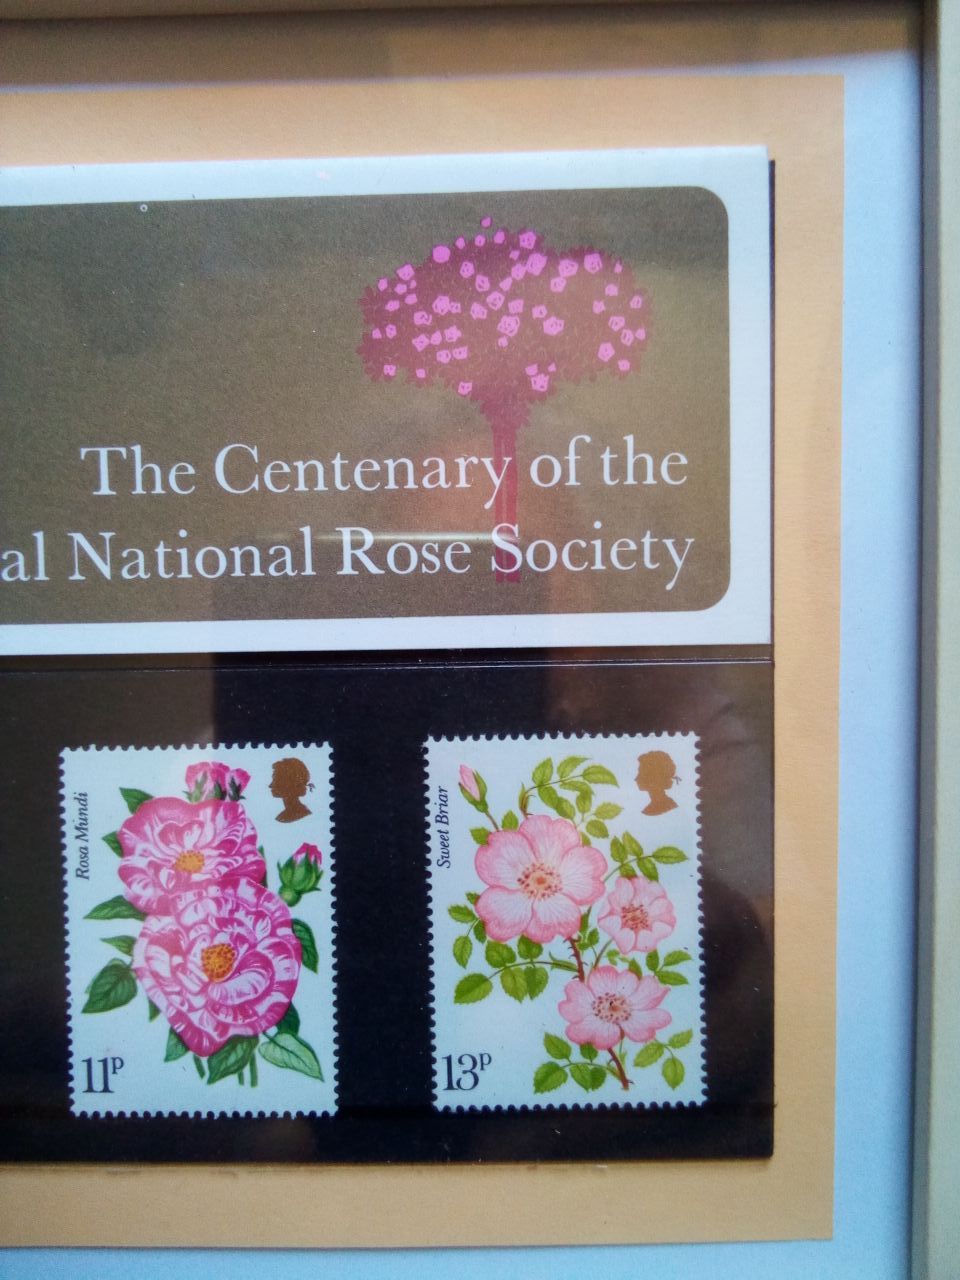 The Centenary of the
al National Rose Society
Rosa Mundi
Sweet Briar
11p
13p